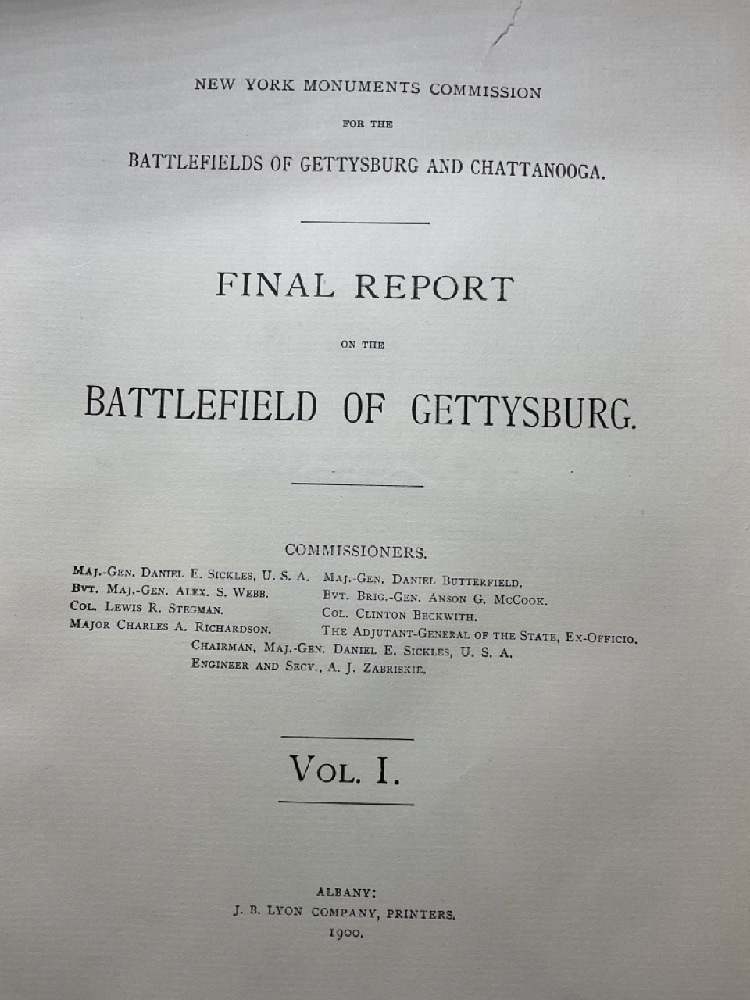 NEW YORK MONUMENTS COMMISSION
FOR THE
BATTLEFIELDS OF GETTYSBURG AND CHATTANOOGA.
FINAL REPORT
ON THE
BATTLEFIELD OF GETTYSBURG.
COMMISSIONERS.
MAJ.-GEN. DANIEL E. SICKLES, U. S. A. MAJ.-GEN. DANIEL BUTTERFIELD.
BVT. MAJ.-GEN. ALEX. S. WEBB. BVT. BRIG.-GEN. ANSON G. MCCOOK.
COL. LEWIS R. STEGMAN. COL. CLINTON BECKWITH.
MAJOR CHARLES A. RICHARDSON. THE ADJUTANT-GENERAL OF THE STATE, EX-OFFICIO.
CHAIRMAN, MAJ.-GEN. DANIEL E. SICKLES, U. S. A.
ENGINEER AND SECY., A. J. ZABRISKIE.
VOL. I.
ALBANY:
J. B. LYON COMPANY, PRINTERS.
1900.